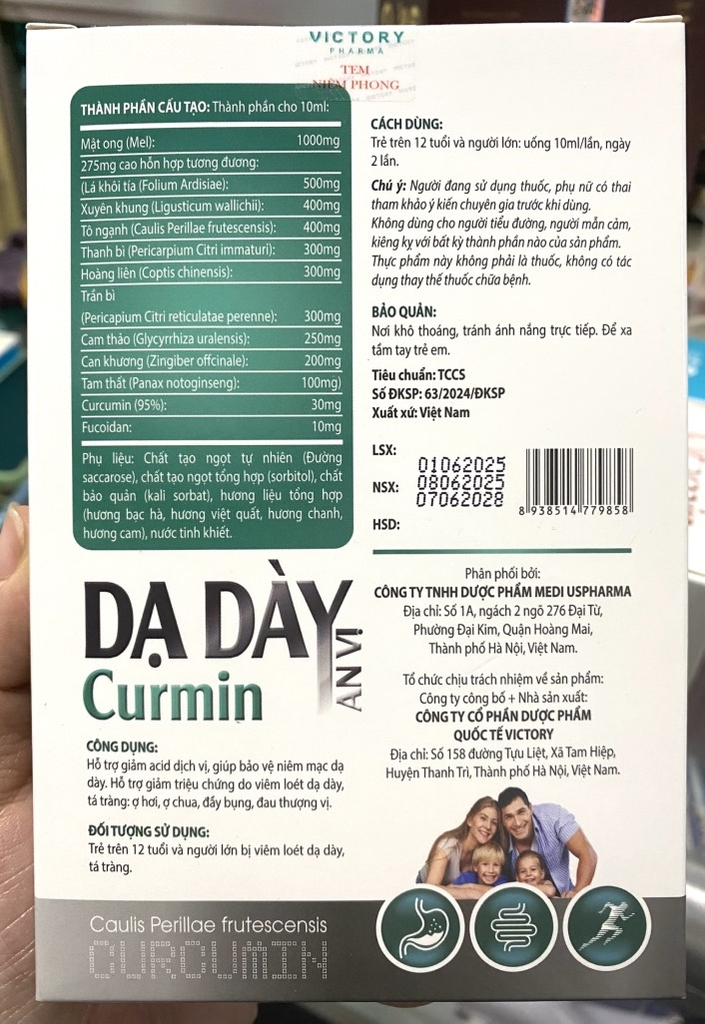 VICTORY
PHARMA
TEM
NIÊM PHONG
THÀNH PHẦN CẤU TẠO: Thành phần cho 10ml:
Mật ong (Mel): 1000mg
275mg cao hỗn hợp tương đương:
(Lá khôi tía (Folium Ardisiae): 500mg
Xuyên khung (Ligusticum wallichii): 400mg
Tô ngạnh (Caulis Perillae frutescensis): 400mg
Thanh bì (Pericarpium Citri immaturi): 300mg
Hoàng liên (Coptis chinensis): 300mg
Trần bì
(Pericapium Citri reticulatae perenne): 300mg
Cam thảo (Glycyrrhiza uralensis): 250mg
Can khương (Zingiber offcinale): 200mg
Tam thất (Panax notoginseng): 100mg)
Curcumin (95%): 30mg
Fucoidan: 10mg
Phụ liệu: Chất tạo ngọt tự nhiên (Đường
saccarose), chất tạo ngọt tổng hợp (sorbitol), chất
bảo quản (kali sorbat), hương liệu tổng hợp
(hương bạc hà, hương việt quất, hương chanh,
hương cam), nước tinh khiết.
DẠ DÀY
AN VỊ
Curmin
CÔNG DỤNG:
Hỗ trợ giảm acid dịch vị, giúp bảo vệ niêm mạc dạ
dày. Hỗ trợ giảm triệu chứng do viêm loét dạ dày,
tá tràng: ợ hơi, ợ chua, đầy bụng, đau thượng vị.
ĐỐI TƯỢNG SỬ DỤNG:
Trẻ trên 12 tuổi và người lớn bị viêm loét dạ dày,
tá tràng.
CÁCH DÙNG:
Trẻ trên 12 tuổi và người lớn: uống 10ml/lần, ngày
2 lần.
Chú ý: Người đang sử dụng thuốc, phụ nữ có thai
tham khảo ý kiến chuyên gia trước khi dùng.
Không dùng cho người tiểu đường, người mẫn cảm,
kiêng kỵ với bất kỳ thành phần nào của sản phẩm.
Thực phẩm này không phải là thuốc, không có tác
dụng thay thế thuốc chữa bệnh.
BẢO QUẢN:
Nơi khô thoáng, tránh ánh nắng trực tiếp. Để xa
tầm tay trẻ em.
Tiêu chuẩn: TCCS
Số ĐKSP: 63/2024/ĐKSP
Xuất xứ: Việt Nam
LSX: 01062025
NSX: 08062025
HSD: 07062028
8 938514 779858
Phân phối bởi:
CÔNG TY TNHH DƯỢC PHẨM MEDI USPHARMA
Địa chỉ: Số 1A, ngách 2 ngõ 276 Đại Từ,
Phường Đại Kim, Quận Hoàng Mai,
Thành phố Hà Nội, Việt Nam.
Tổ chức chịu trách nhiệm về sản phẩm:
Công ty công bố + Nhà sản xuất:
CÔNG TY CỔ PHẦN DƯỢC PHẨM
QUỐC TẾ VICTORY
Địa chỉ: Số 158 đường Tựu Liệt, Xã Tam Hiệp,
Huyện Thanh Trì, Thành phố Hà Nội, Việt Nam.
Caulis Perillae frutescensis
CURCUMIN